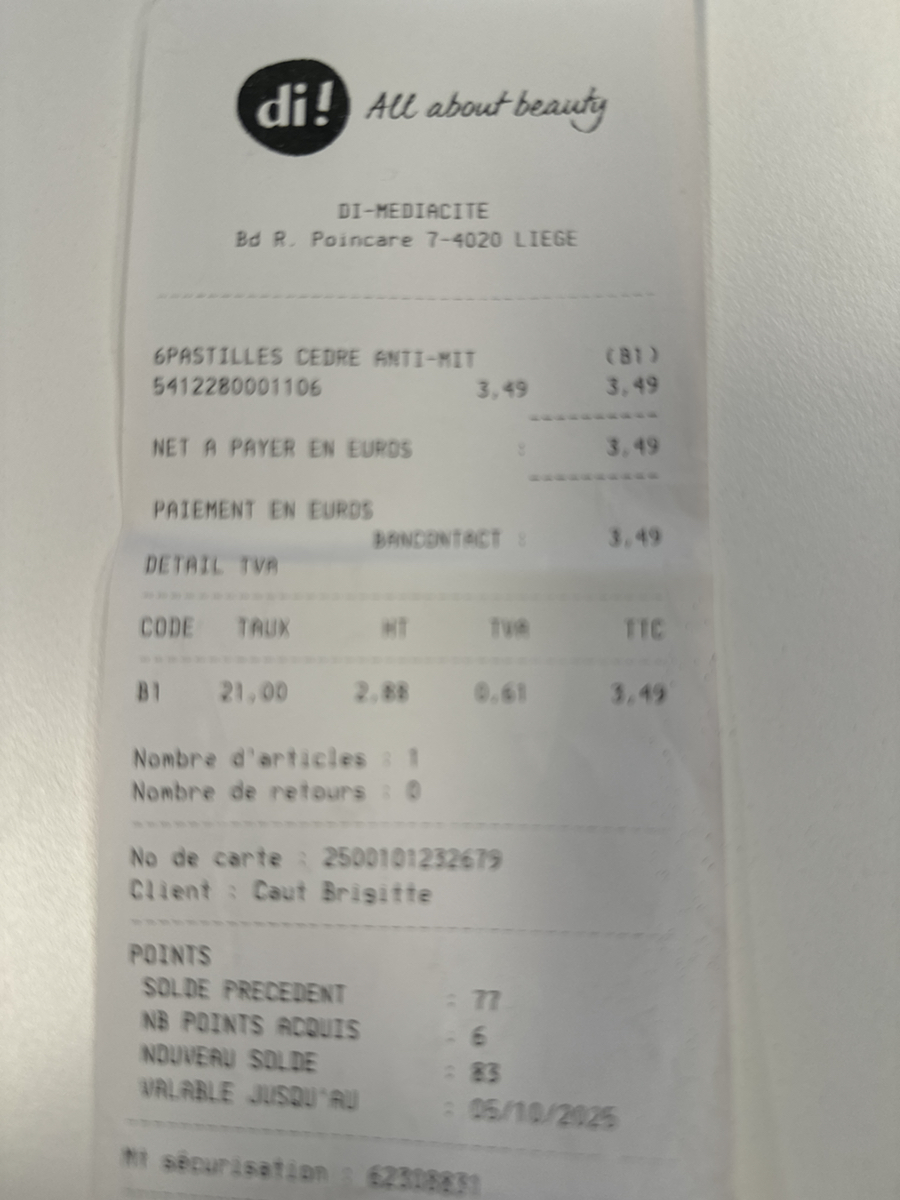 di! All about beauty
DI-MEDIACITE
Bd R. Poincare 7-4020 LIEGE
6PASTILLES CEDRE ANTI-MIT (B1)
5412280001106 3,49 3,49
NET A PAYER EN EUROS : 3,49
PAIEMENT EN EUROS
BANCONTACT : 3,49
DETAIL TVA
CODE TAUX HT TVA TTC
B1 21,00 2,88 0,61 3,49
Nombre d'articles : 1
Nombre de retours : 0
No de carte : 2500101232679
Client : Caut Brigitte
POINTS
SOLDE PRECEDENT : 77
NB POINTS ACQUIS : 6
NOUVEAU SOLDE : 83
VALABLE JUSQU'AU
sécurisation :